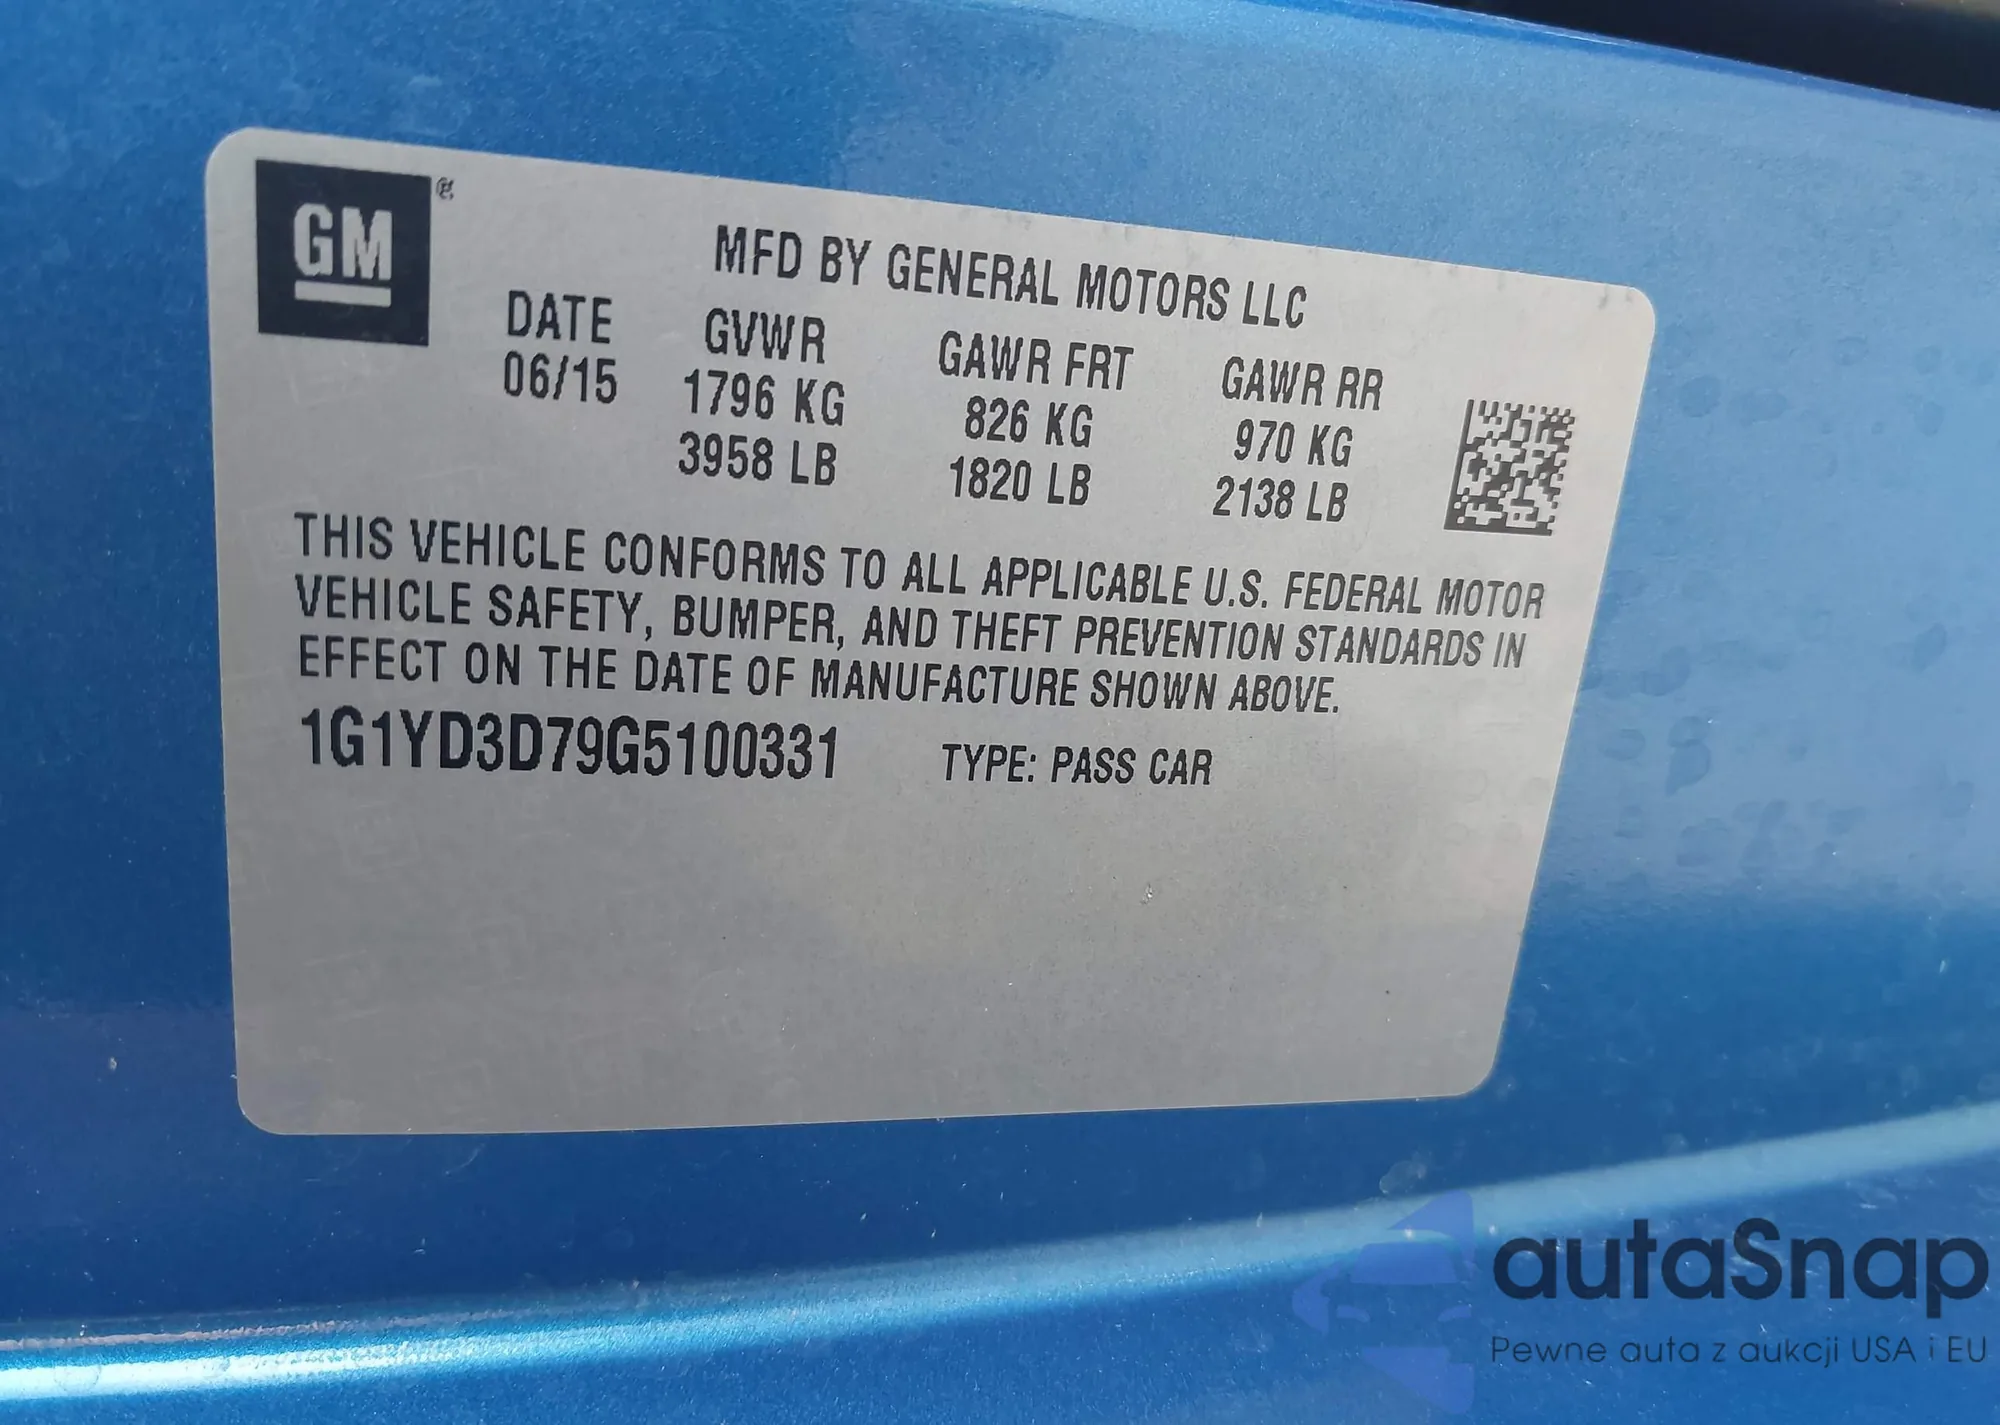 GM ®
MFD BY GENERAL MOTORS LLC
DATE GVWR GAWR FRT GAWR RR
06/15 1796 KG 826 KG 970 KG
3958 LB 1820 LB 2138 LB
THIS VEHICLE CONFORMS TO ALL APPLICABLE U.S. FEDERAL MOTOR
VEHICLE SAFETY, BUMPER, AND THEFT PREVENTION STANDARDS IN
EFFECT ON THE DATE OF MANUFACTURE SHOWN ABOVE.
1G1YD3D79G5100331 TYPE: PASS CAR
autaSnap
Pewne auta z aukcji USA i EU